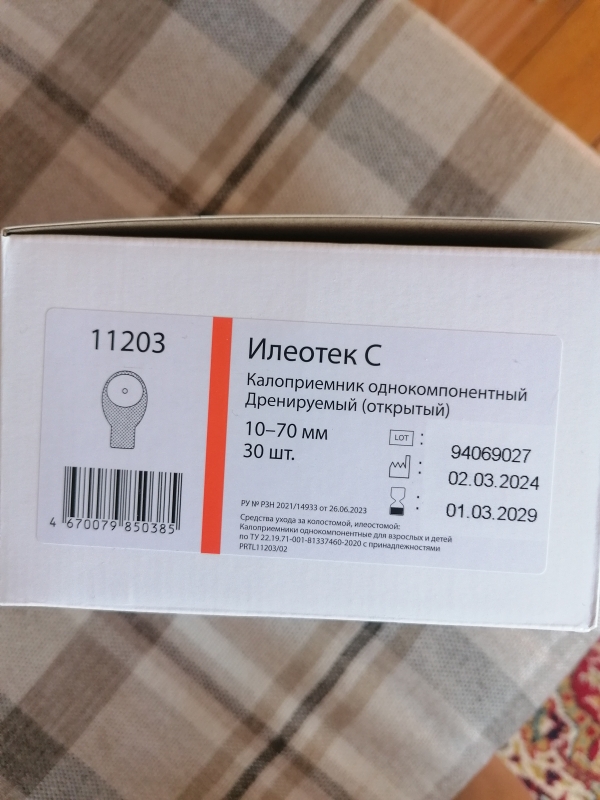 11203
4 670079 850385
Илеотек С
Калоприемник однокомпонентный
Дренируемый (открытый)
10–70 мм
30 шт.
LOT : 94069027
: 02.03.2024
: 01.03.2029
РУ № РЗН 2021/14933 от 26.06.2023
Средства ухода за колостомой, илеостомой:
Калоприемники однокомпонентные для взрослых и детей
по ТУ 22.19.71-001-81337460-2020 с принадлежностями
PRTL11203/02